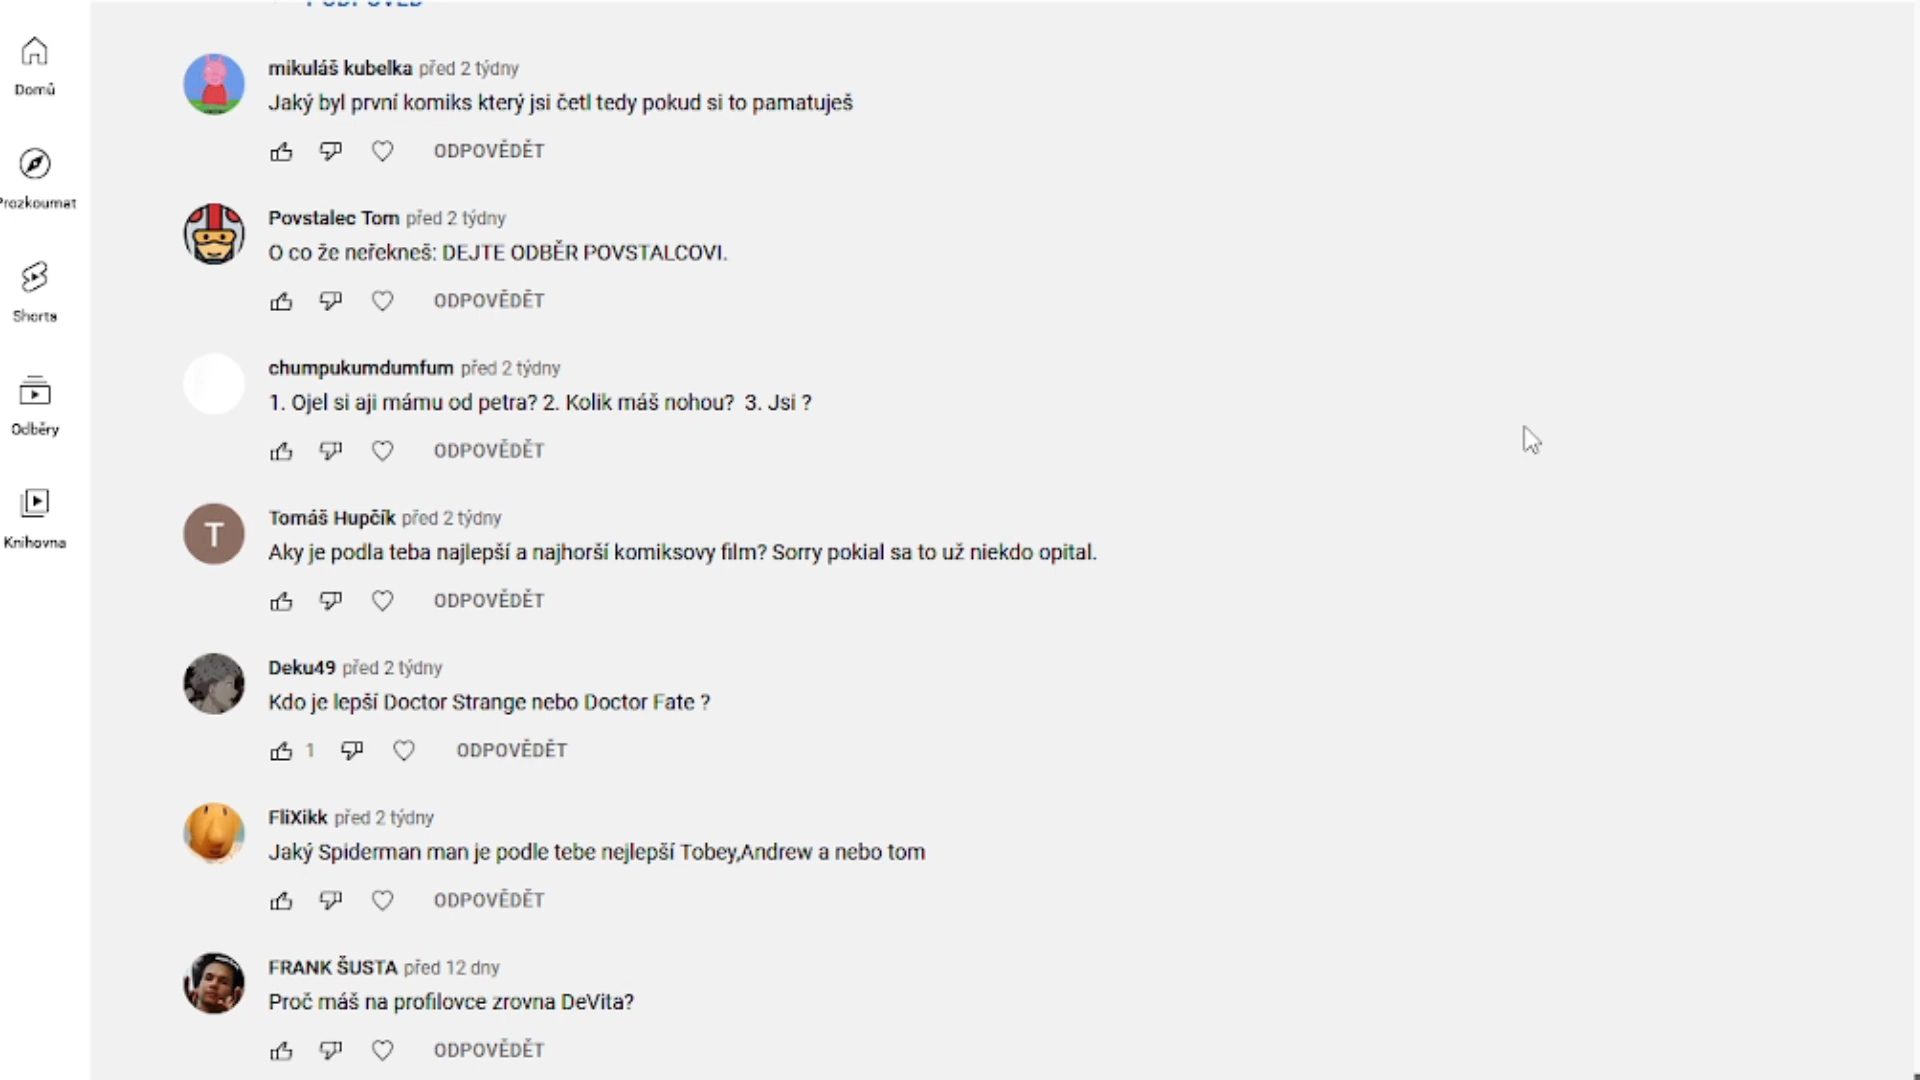 Domů
Prozkoumat
Shorts
Odběry
Knihovna
mikuláš kubelka před 2 týdny
Jaký byl první komiks který jsi četl tedy pokud si to pamatuješ
ODPOVĚDĚT
Povstalec Tom před 2 týdny
O co že neřekneš: DEJTE ODBĚR POVSTALCOVI.
ODPOVĚDĚT
chumpukumdumfum před 2 týdny
1. Ojel si aji mámu od petra? 2. Kolik máš nohou? 3. Jsi ?
ODPOVĚDĚT
T
Tomáš Hupčík před 2 týdny
Aky je podla teba najlepší a najhorší komiksovy film? Sorry pokial sa to už niekdo opital.
ODPOVĚDĚT
Deku49 před 2 týdny
Kdo je lepší Doctor Strange nebo Doctor Fate ?
1 ODPOVĚDĚT
FliXikk před 2 týdny
Jaký Spiderman man je podle tebe nejlepší Tobey,Andrew a nebo tom
ODPOVĚDĚT
FRANK ŠUSTA před 12 dny
Proč máš na profilovce zrovna DeVita?
ODPOVĚDĚT